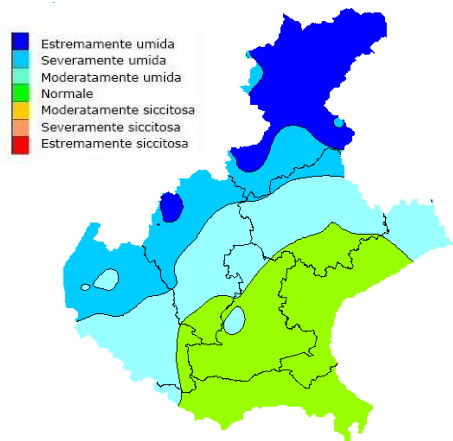 Estremamente umida
Severamente umida
Moderatamente umida
Normale
Moderatamente siccitosa
Severamente siccitosa
Estremamente siccitosa